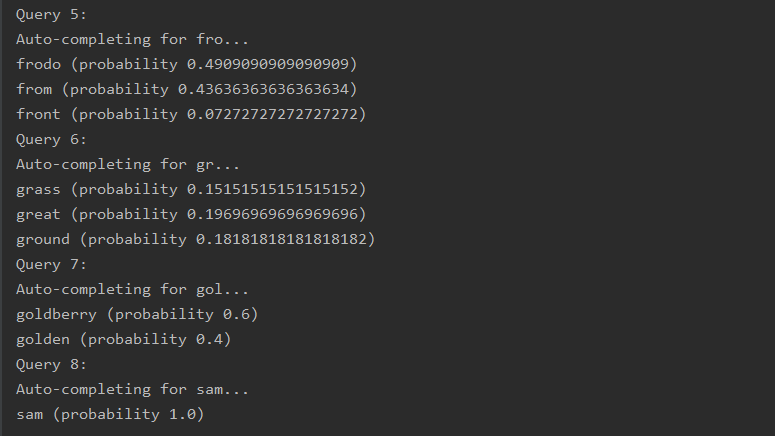 Query 5:
Auto-completing for fro...
frodo (probability 0.4909090909090909)
from (probability 0.43636363636363634)
front (probability 0.07272727272727272)
Query 6:
Auto-completing for gr...
grass (probability 0.15151515151515152)
great (probability 0.19696969696969696)
ground (probability 0.18181818181818182)
Query 7:
Auto-completing for gol...
goldberry (probability 0.6)
golden (probability 0.4)
Query 8:
Auto-completing for sam...
sam (probability 1.0)